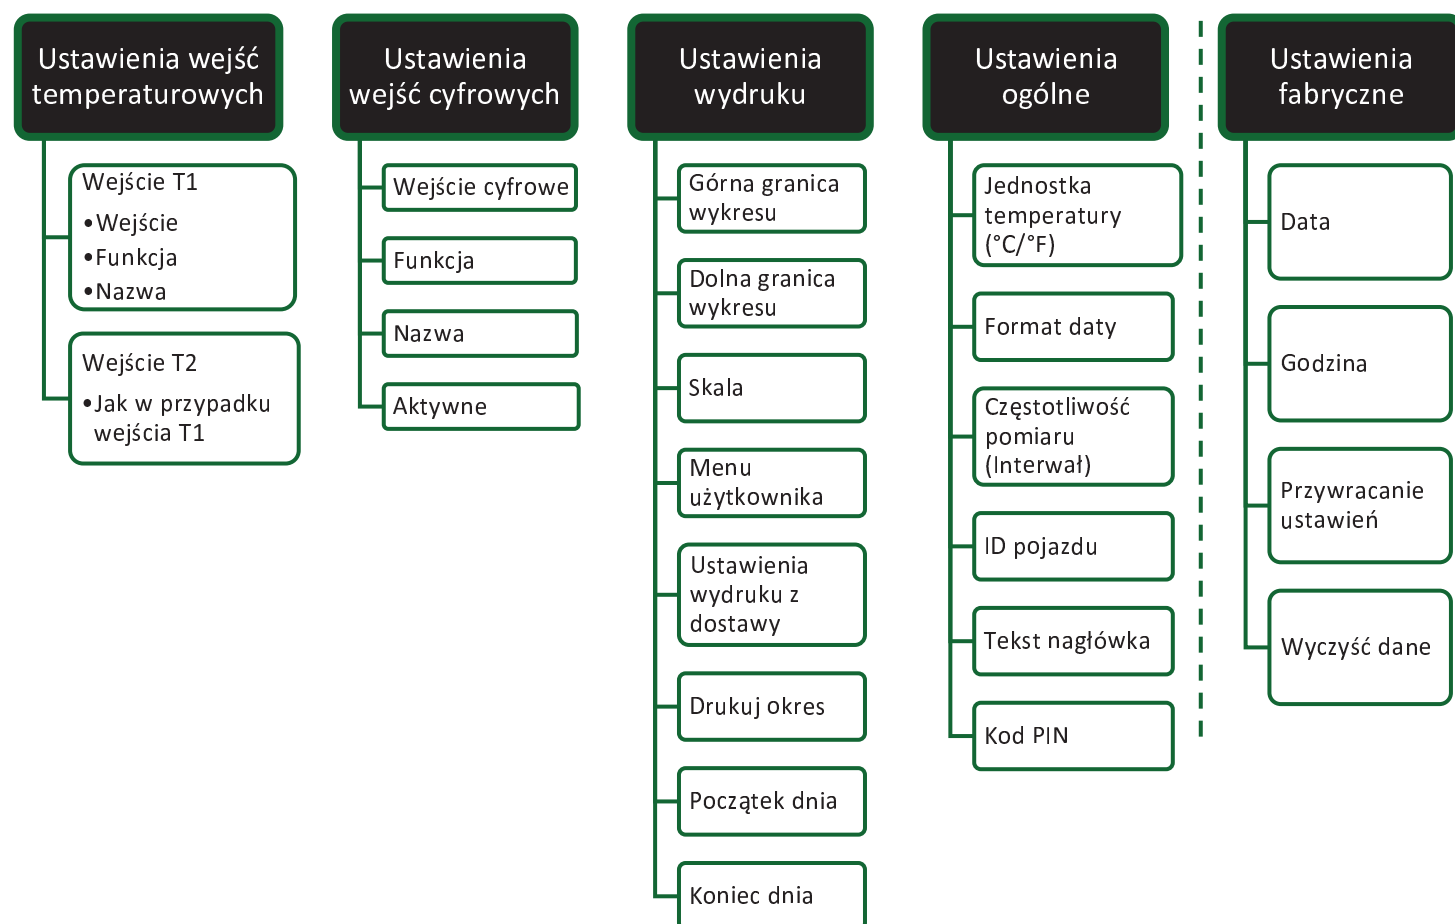 Ustawienia wejść
temperaturowych
Wejście T1
•Wejście
•Funkcja
•Nazwa
Wejście T2
•Jak w przypadku
wejścia T1
Ustawienia
wejść cyfrowych
Wejście cyfrowe
Funkcja
Nazwa
Aktywne
Ustawienia
wydruku
Górna granica
wykresu
Dolna granica
wykresu
Skala
Menu
użytkownika
Ustawienia
wydruku z
dostawy
Drukuj okres
Początek dnia
Koniec dnia
Ustawienia
ogólne
Jednostka
temperatury
(°C/°F)
Format daty
Częstotliwość
pomiaru
(Interwał)
ID pojazdu
Tekst nagłówka
Kod PIN
Ustawienia
fabryczne
Data
Godzina
Przywracanie
ustawień
Wyczyść dane